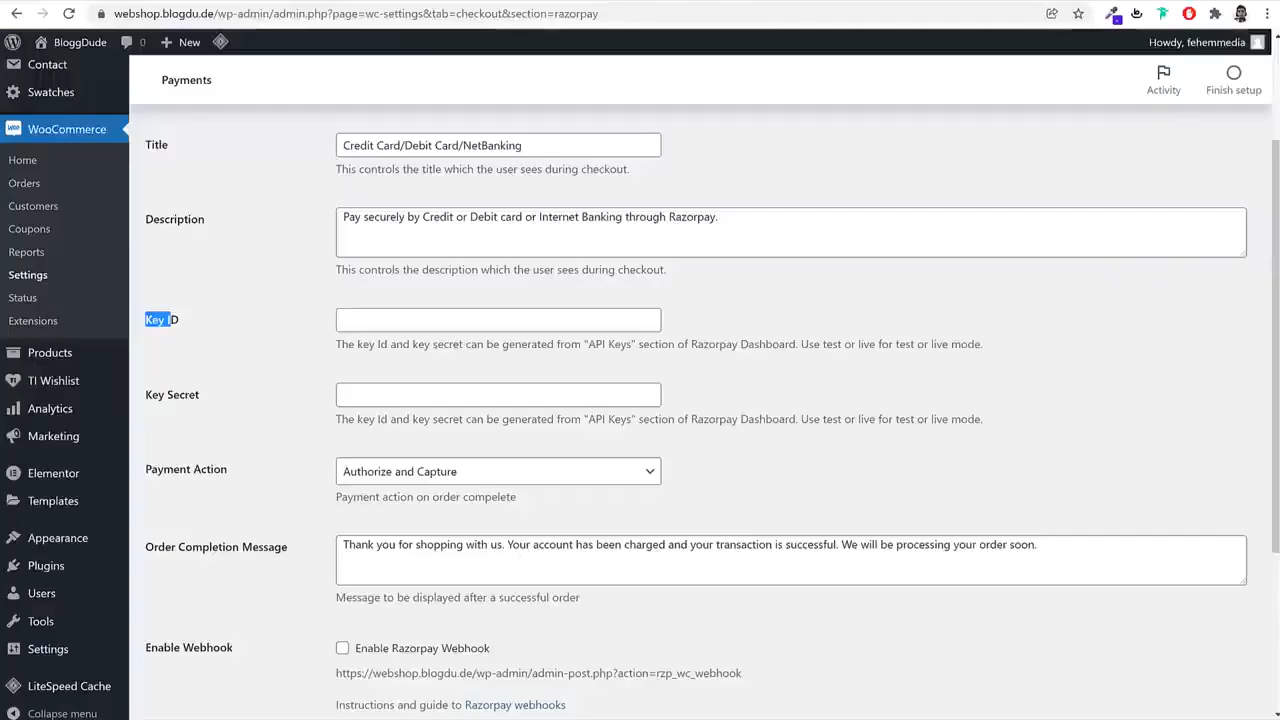 webshop.blogdu.de/wp-admin/admin.php?page=wc-settings&tab=checkout&section=razorpay
BloggDude
0
New
Howdy, fehemmedia
Contact
Swatches
WooCommerce
Home
Orders
Customers
Coupons
Reports
Settings
Status
Extensions
Products
TI Wishlist
Analytics
Marketing
Elementor
Templates
Appearance
Plugins
Users
Tools
Settings
LiteSpeed Cache
Collapse menu
Payments
Activity
Finish setup
Title
Credit Card/Debit Card/NetBanking
This controls the title which the user sees during checkout.
Description
Pay securely by Credit or Debit card or Internet Banking through Razorpay.
This controls the description which the user sees during checkout.
Key ID
The key Id and key secret can be generated from "API Keys" section of Razorpay Dashboard. Use test or live for test or live mode.
Key Secret
The key Id and key secret can be generated from "API Keys" section of Razorpay Dashboard. Use test or live for test or live mode.
Payment Action
Authorize and Capture
Payment action on order compelete
Order Completion Message
Thank you for shopping with us. Your account has been charged and your transaction is successful. We will be processing your order soon.
Message to be displayed after a successful order
Enable Webhook
Enable Razorpay Webhook
https://webshop.blogdu.de/wp-admin/admin-post.php?action=rzp_wc_webhook
Instructions and guide to Razorpay webhooks